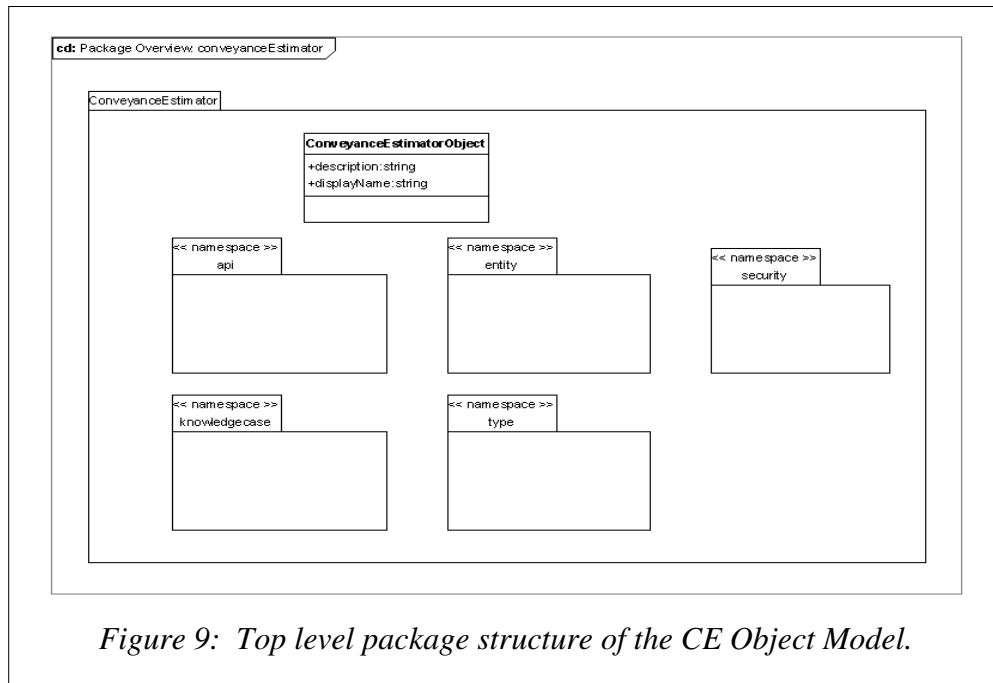 cd: Package Overview: conveyanceEstimator
ConveyanceEstimator
ConveyanceEstimatorObject
+description:string
+displayName:string
<< namespace >>
api
<< namespace >>
entity
<< namespace >>
security
<< namespace >>
knowledgecase
<< namespace >>
type
Figure 9: Top level package structure of the CE Object Model.